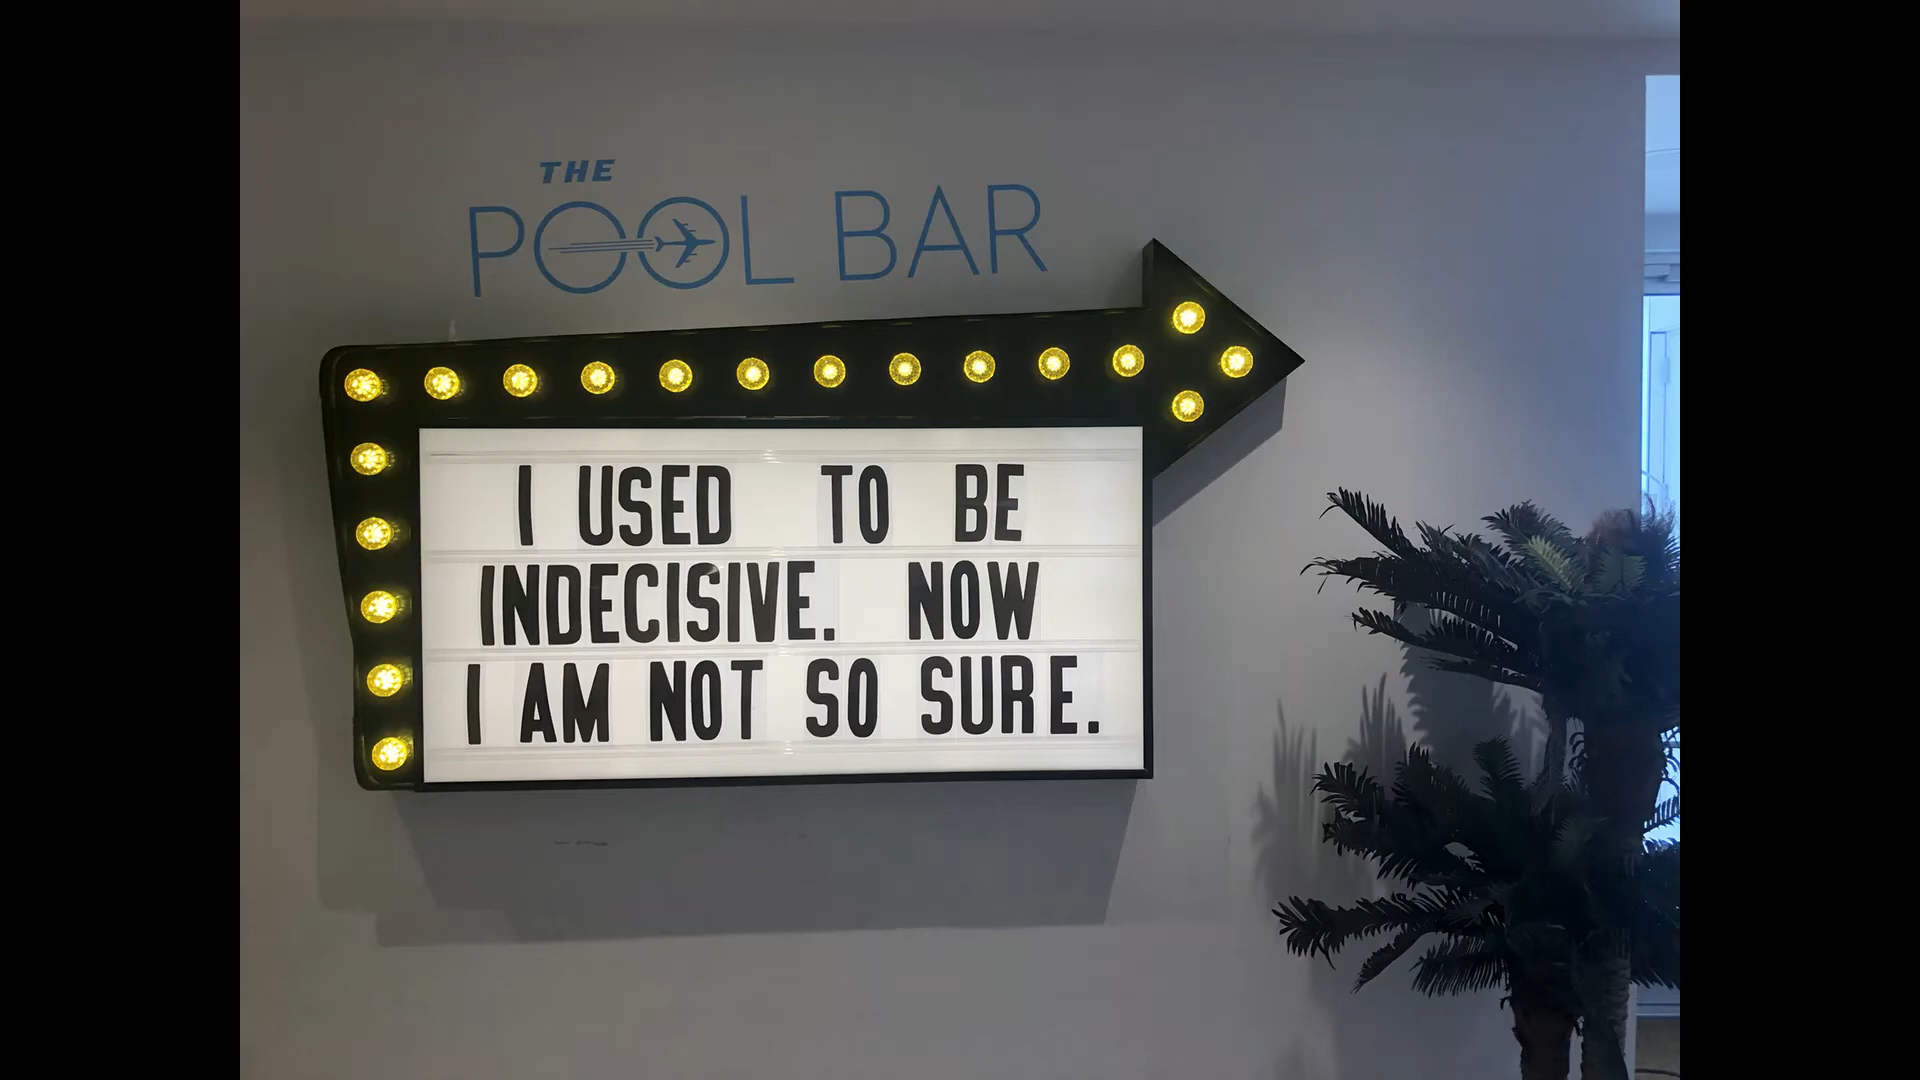 THE
POOL BAR
I USED TO BE
INDECISIVE. NOW
I AM NOT SO SURE.